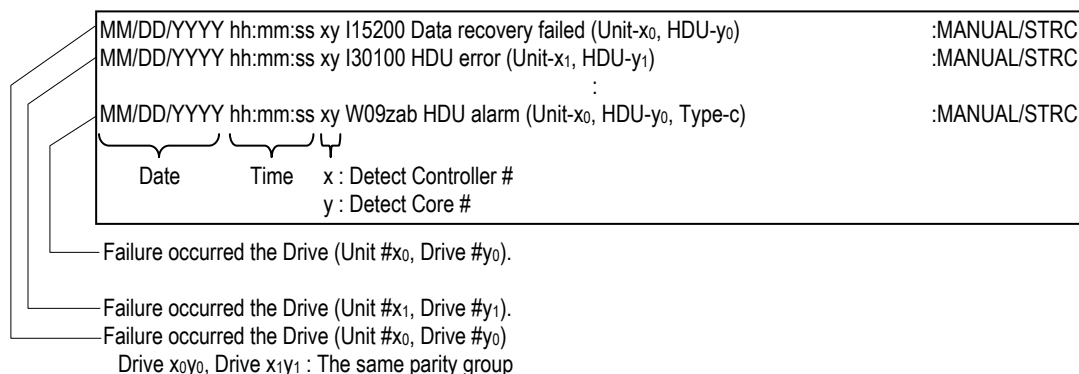 MM/DD/YYYY hh:mm:ss xy I15200 Data recovery failed (Unit-x0, HDU-y0) :MANUAL/STRC
MM/DD/YYYY hh:mm:ss xy I30100 HDU error (Unit-x1, HDU-y1) :MANUAL/STRC
:
MM/DD/YYYY hh:mm:ss xy W09zab HDU alarm (Unit-x0, HDU-y0, Type-c) :MANUAL/STRC
Date Time x : Detect Controller #
y : Detect Core #
Failure occurred the Drive (Unit #x0, Drive #y0).
Failure occurred the Drive (Unit #x1, Drive #y1).
Failure occurred the Drive (Unit #x0, Drive #y0)
Drive x0y0, Drive x1y1 : The same parity group